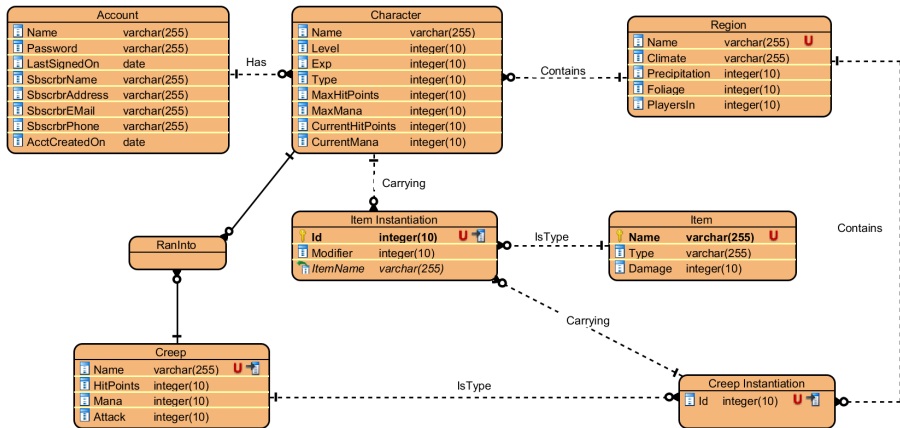 Account
Name varchar(255)
Password varchar(255)
LastSignedOn date
SbscrbrName varchar(255)
SbscrbrAddress varchar(255)
SbscrbrEMail varchar(255)
SbscrbrPhone varchar(255)
AcctCreatedOn date
Has
Character
Name varchar(255)
Level integer(10)
Exp integer(10)
Type integer(10)
MaxHitPoints integer(10)
MaxMana integer(10)
CurrentHitPoints integer(10)
CurrentMana integer(10)
Contains
Region
Name varchar(255) U
Climate varchar(255)
Precipitation integer(10)
Foliage integer(10)
PlayersIn integer(10)
Carrying
Contains
RanInto
Item Instantiation
Id integer(10) U
Modifier integer(10)
ItemName varchar(255)
IsType
Item
Name varchar(255) U
Type varchar(255)
Damage integer(10)
Carrying
Creep
Name varchar(255) U
HitPoints integer(10)
Mana integer(10)
Attack integer(10)
IsType
Creep Instantiation
Id integer(10) U